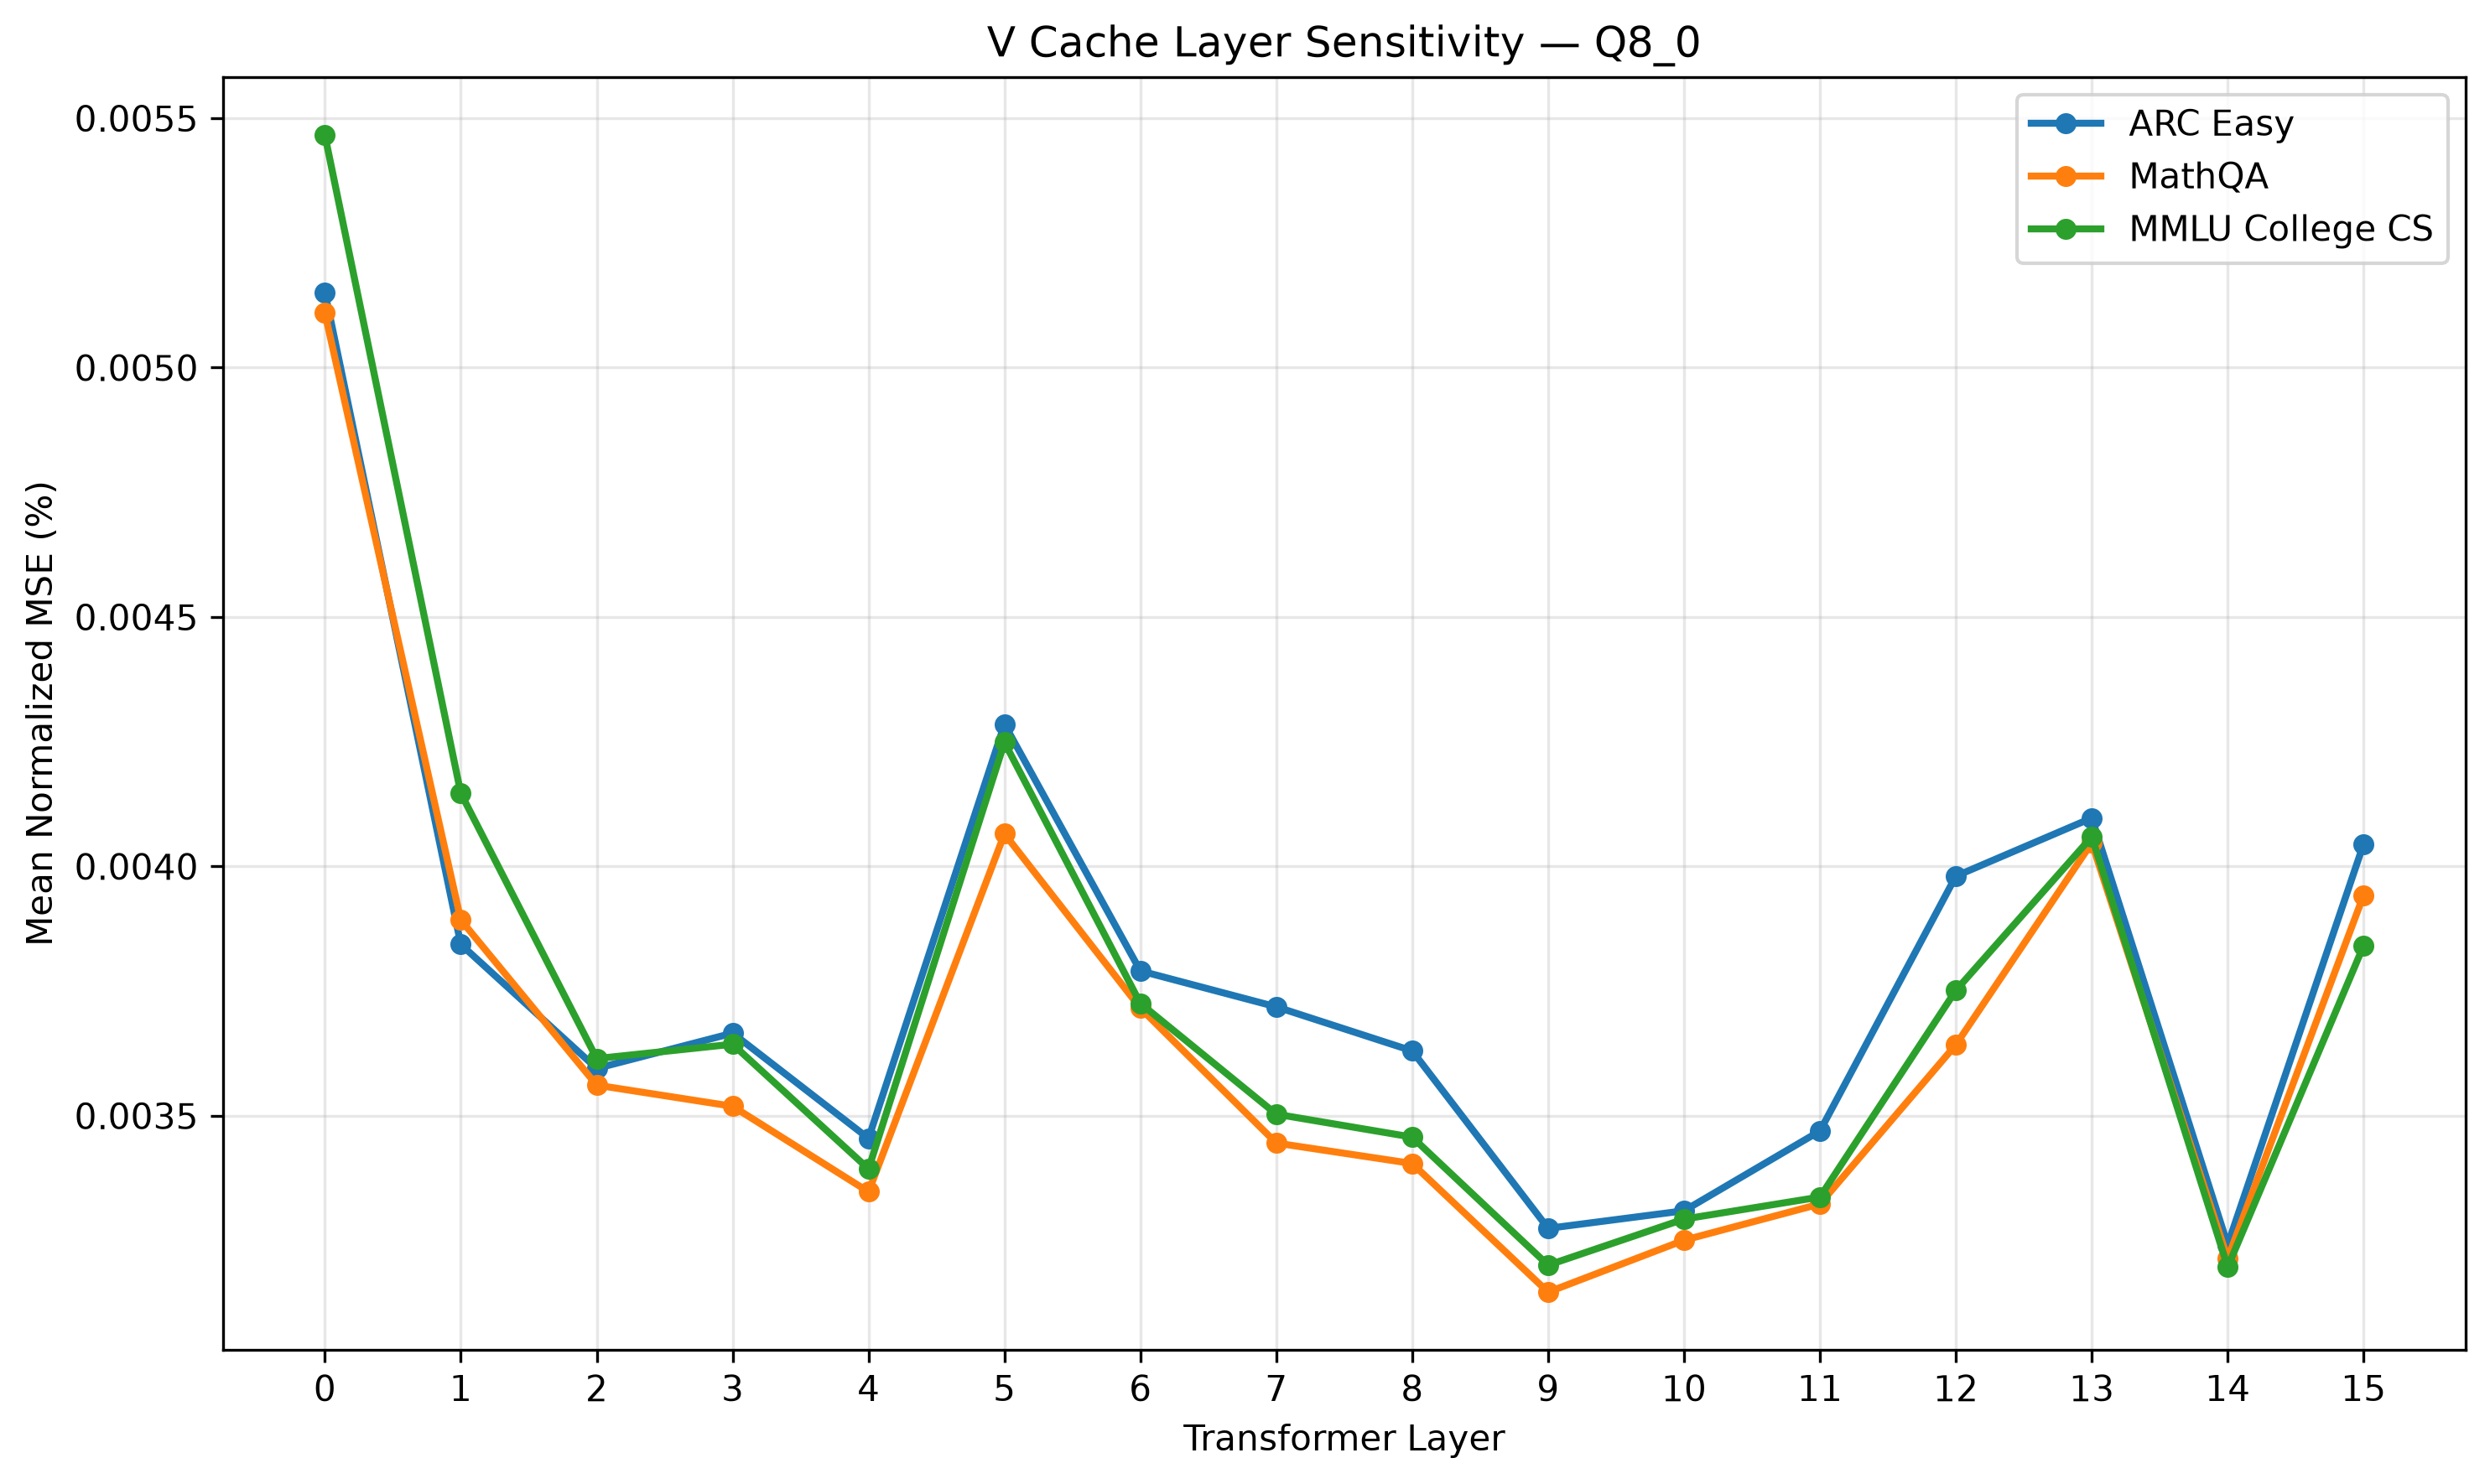 V Cache Layer Sensitivity — Q8_0
ARC Easy
MathQA
MMLU College CS
Mean Normalized MSE (%)
0.0055
0.0050
0.0045
0.0040
0.0035
0 1 2 3 4 5 6 7 8 9 10 11 12 13 14 15
Transformer Layer